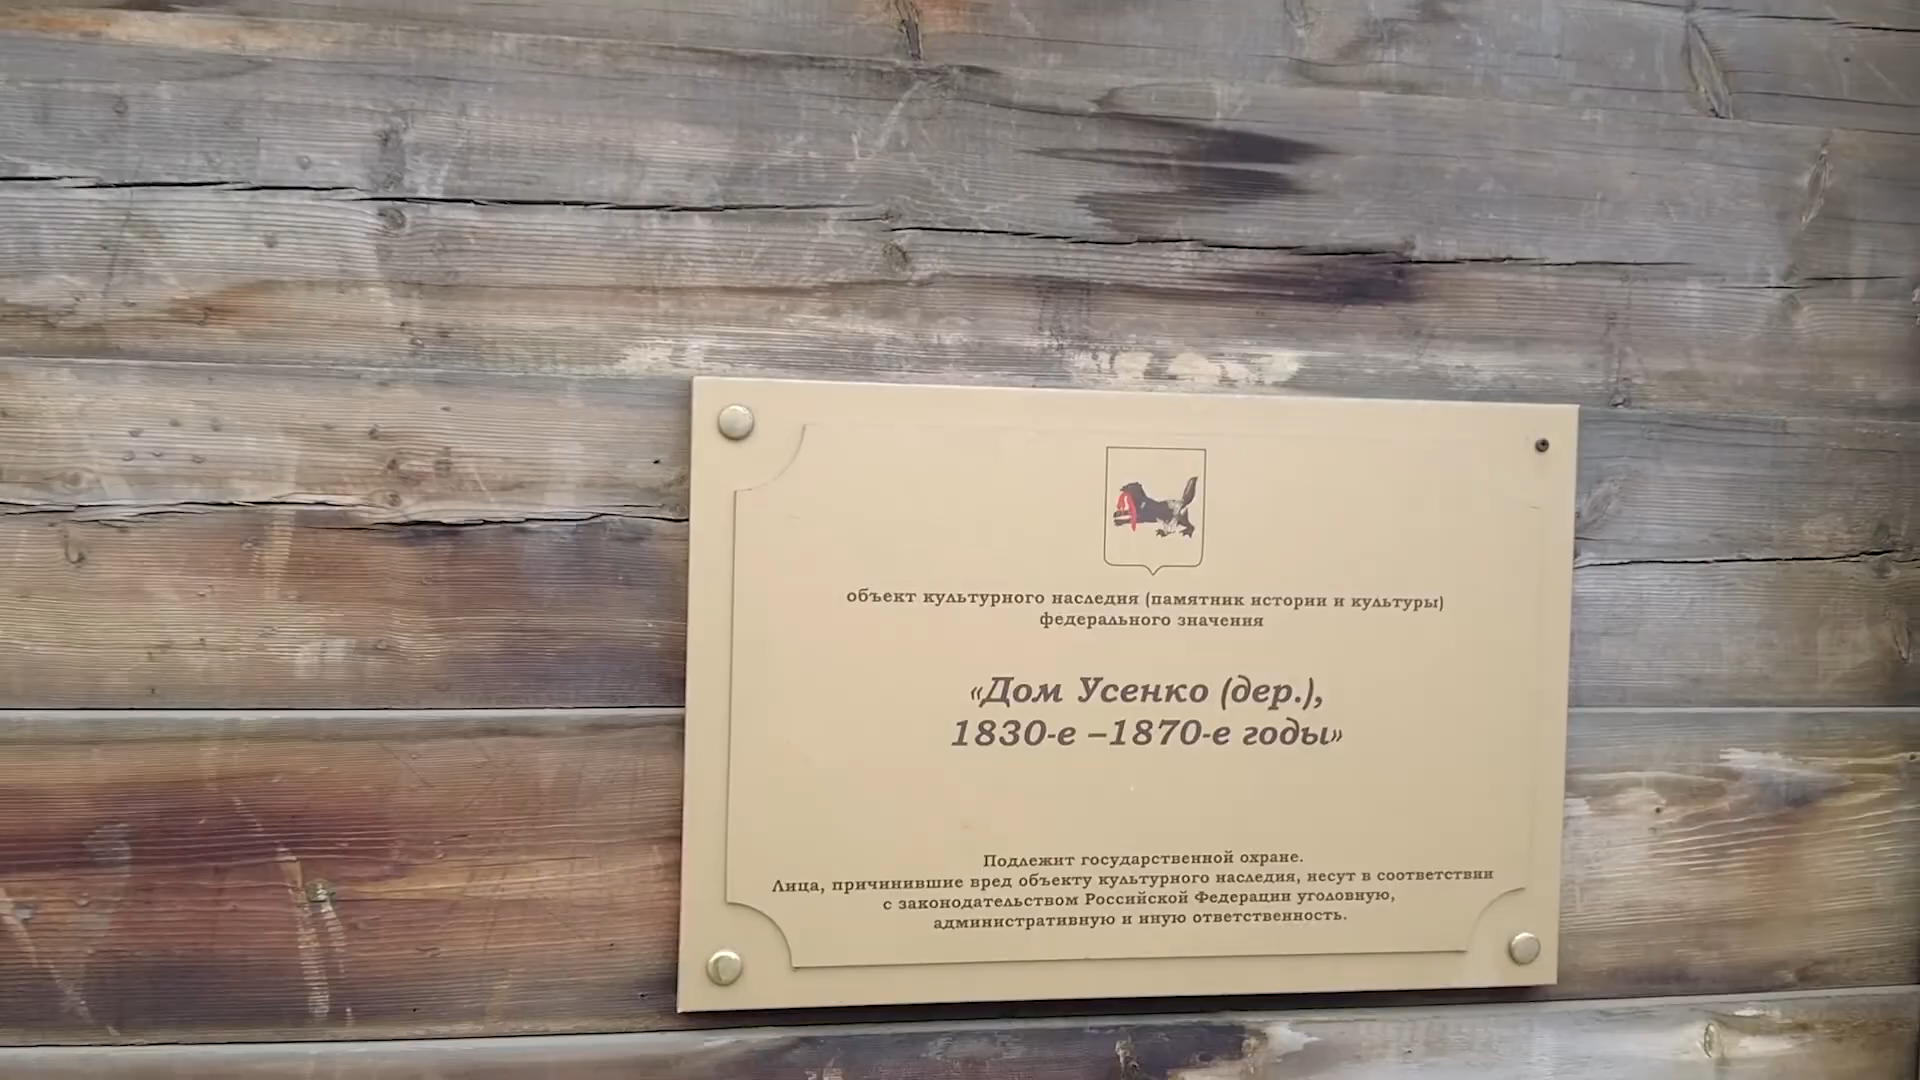 объект культурного наследия (памятник истории и культуры)
федерального значения
«Дом Усенко (дер.),
1830-е –1870-е годы»
Подлежит государственной охране.
Лица, причинившие вред объекту культурного наследия, несут в соответствии
с законодательством Российской Федерации уголовную,
административную и иную ответственность.